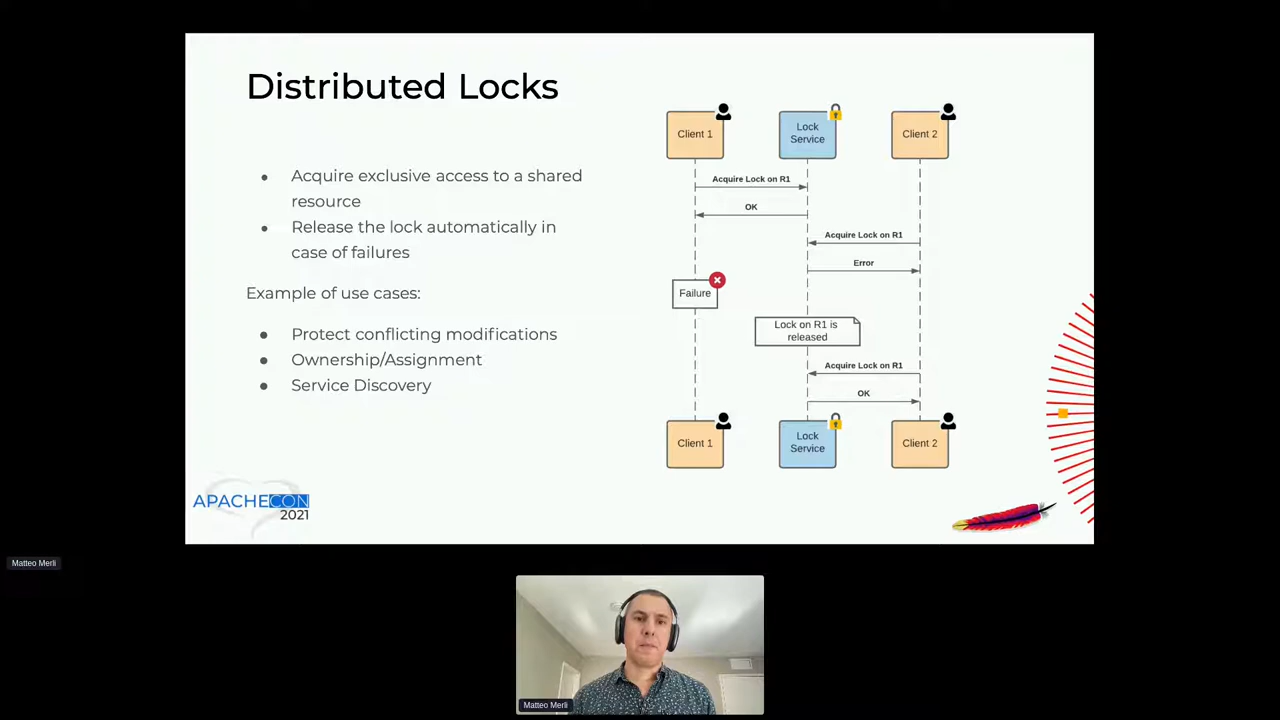 Distributed Locks
Acquire exclusive access to a shared
resource
Release the lock automatically in
case of failures
Example of use cases:
Protect conflicting modifications
Ownership/Assignment
Service Discovery
Client 1
Lock
Service
Client 2
Acquire Lock on R1
OK
Acquire Lock on R1
Error
Failure
Lock on R1 is
released
Acquire Lock on R1
OK
Client 1
Lock
Service
Client 2
APACHECON
2021
Matteo Merli
Matteo Merli